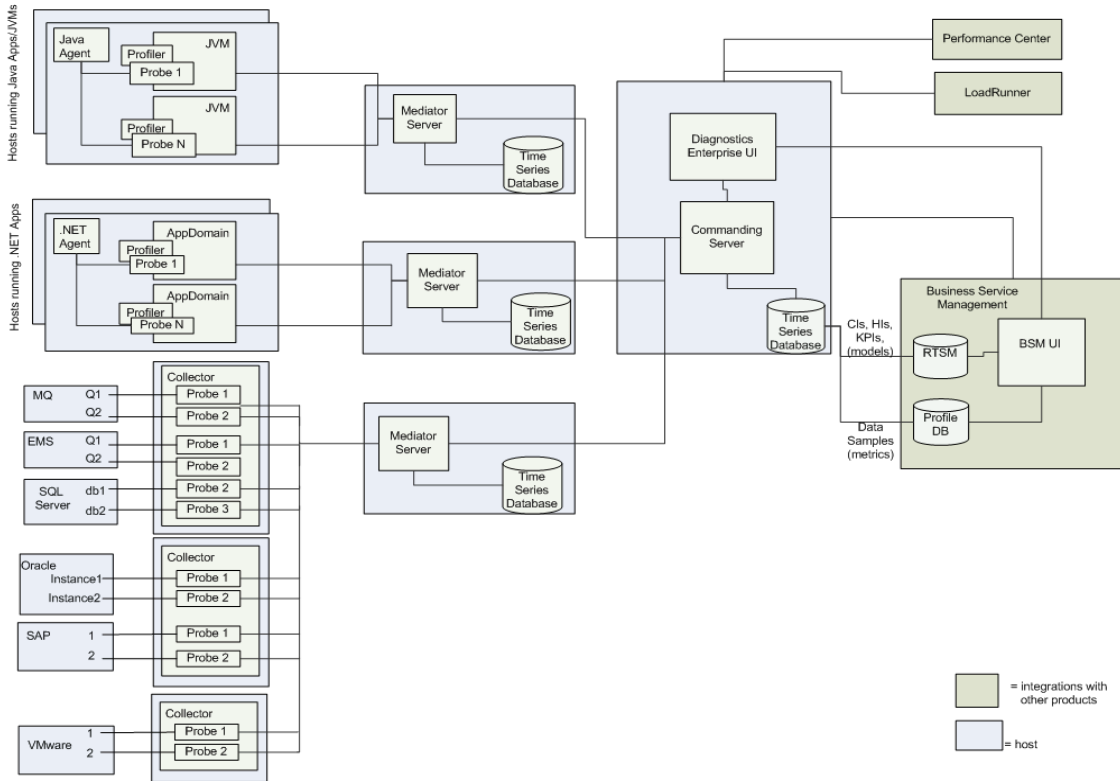 Hosts running Java Apps/JVMs
Java
Agent
Profiler
Probe 1
JVM
JVM
Profiler
Probe N
Mediator
Server
Time
Series
Database
Hosts running .NET Apps
.NET
Agent
AppDomain
Profiler
Probe 1
AppDomain
Profiler
Probe N
Mediator
Server
Time
Series
Database
MQ
Q1
Q2
EMS
Q1
Q2
SQL
Server
db1
db2
Collector
Probe 1
Probe 2
Probe 1
Probe 2
Probe 2
Probe 3
Mediator
Server
Time
Series
Database
Oracle
Instance1
Instance2
SAP
1
2
Collector
Probe 1
Probe 2
Probe 1
Probe 2
VMware
1
2
Collector
Probe 1
Probe 2
Diagnostics
Enterprise UI
Commanding
Server
Time
Series
Database
Performance Center
LoadRunner
CIs, HIs,
KPIs,
(models)
Data
Samples
(metrics)
Business Service
Management
RTSM
BSM UI
Profile
DB
= integrations with
other products
= host